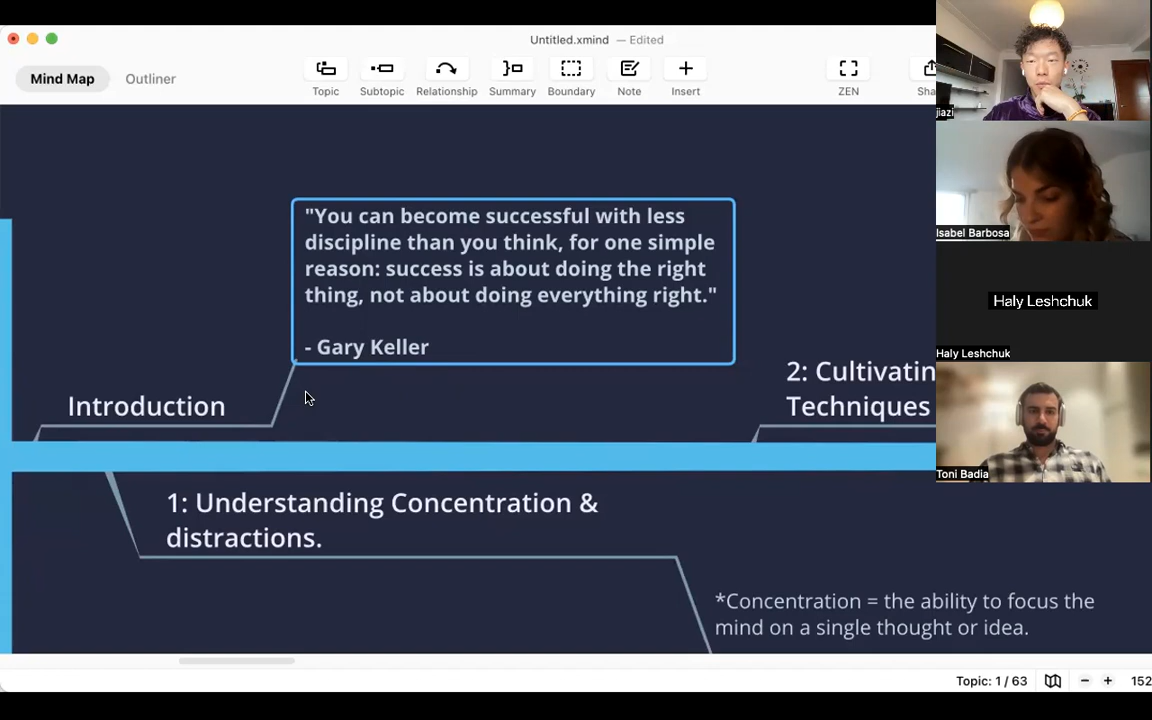 Untitled.xmind — Edited
Mind Map
Outliner
Topic
Subtopic
Relationship
Summary
Boundary
Note
Insert
ZEN
Sha
"You can become successful with less
discipline than you think, for one simple
reason: success is about doing the right
thing, not about doing everything right."
- Gary Keller
Introduction
2: Cultivatin
Techniques
1: Understanding Concentration &
distractions.
*Concentration = the ability to focus the
mind on a single thought or idea.
Topic: 1 / 63
152
jiazi
Isabel Barbosa
Haly Leshchuk
Haly Leshchuk
Toni Badia